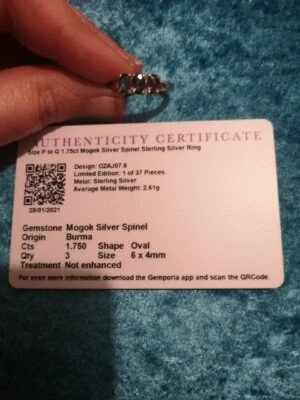 AUTHENTICITY CERTIFICATE
Size P to Q 1.75ct Mogok Silver Spinel Sterling Silver Ring
Design: OZAJ07.8
Limited Edition: 1 of 37 Pieces.
Metal: Sterling Silver
Average Metal Weight: 2.61g
28/01/2021
Gemstone Mogok Silver Spinel
Origin Burma
Cts 1.750 Shape Oval
Qty 3 Size 6 x 4mm
Treatment Not enhanced
For even more information download the Gemporia app and scan the QRCode.